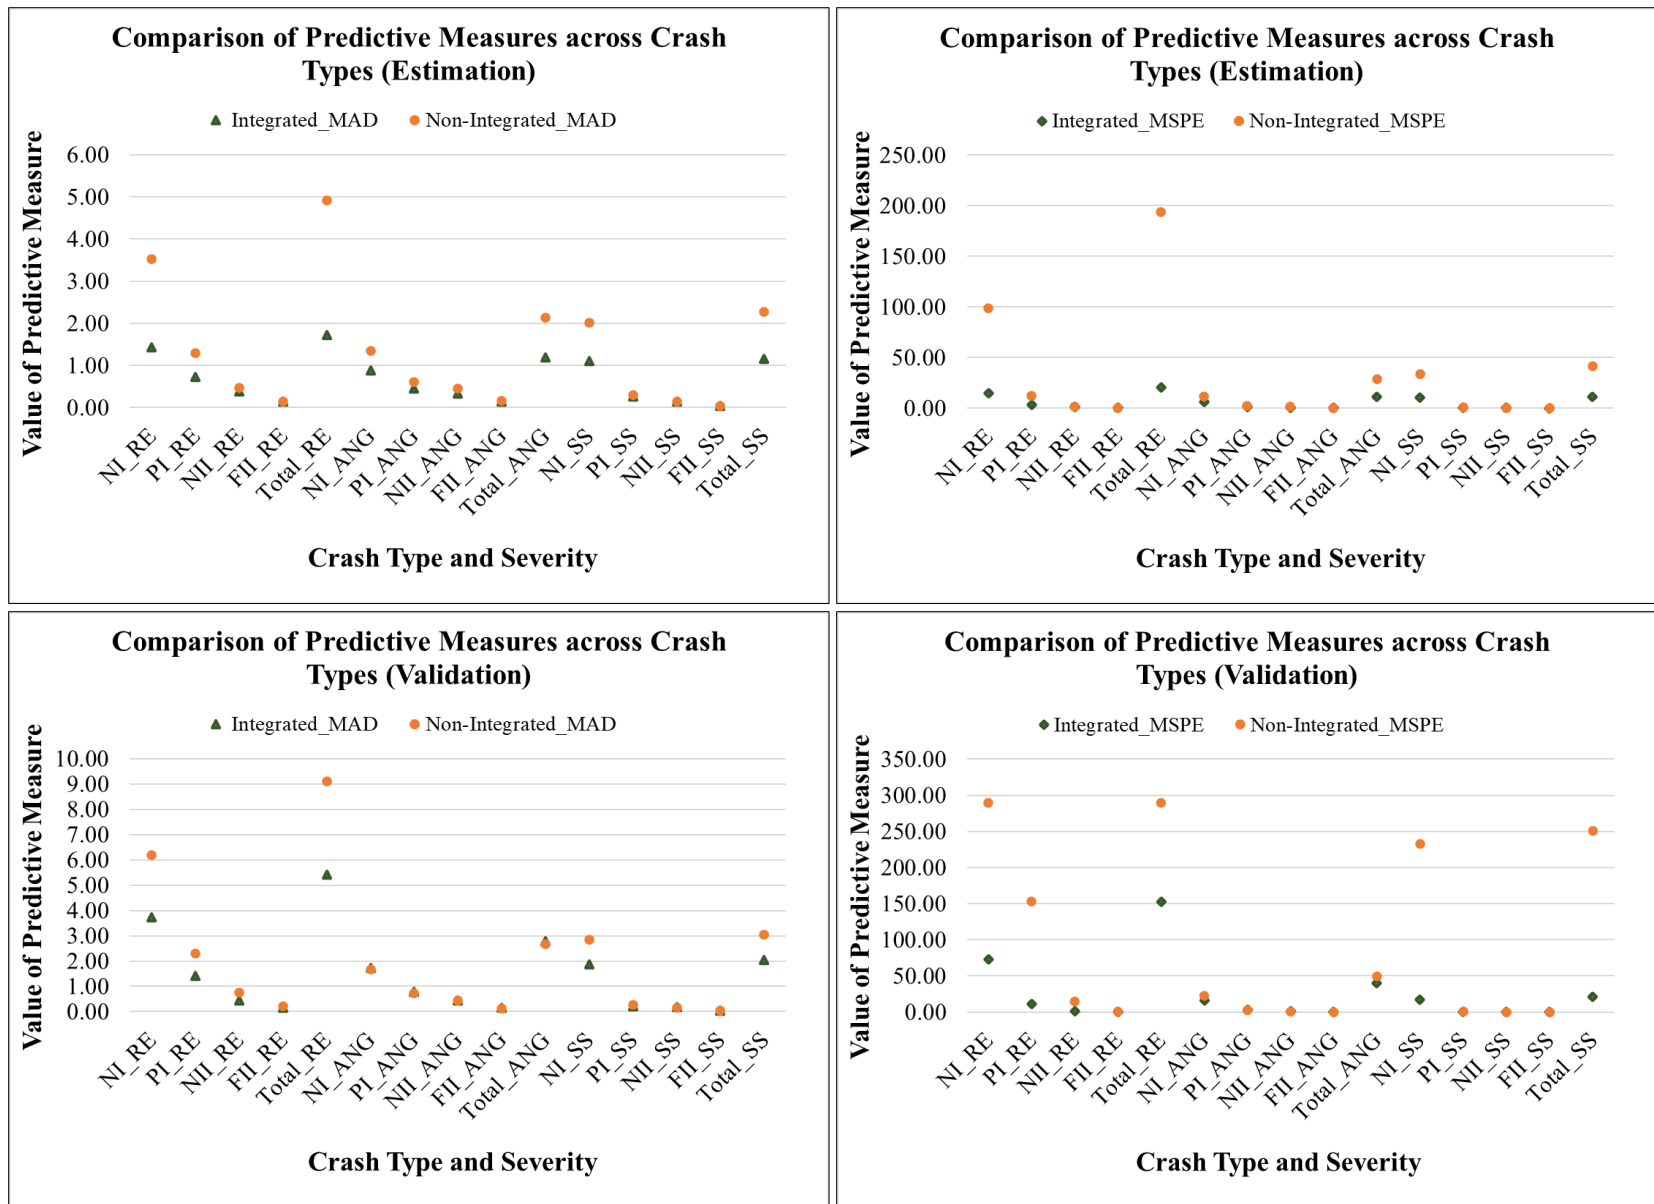 Comparison of Predictive Measures across Crash
Types (Estimation)
Integrated_MAD Non-Integrated_MAD
Value of Predictive Measure
6.00
5.00
4.00
3.00
2.00
1.00
0.00
NI_RE
PI_RE
NII_RE
FII_RE
Total_RE
NI_ANG
PI_ANG
NII_ANG
FII_ANG
Total_ANG
NI_SS
PI_SS
NII_SS
FII_SS
Total_SS
Crash Type and Severity
Comparison of Predictive Measures across Crash
Types (Estimation)
Integrated_MSPE Non-Integrated_MSPE
Value of Predictive Measure
250.00
200.00
150.00
100.00
50.00
0.00
NI_RE
PI_RE
NII_RE
FII_RE
Total_RE
NI_ANG
PI_ANG
NII_ANG
FII_ANG
Total_ANG
NI_SS
PI_SS
NII_SS
FII_SS
Total_SS
Crash Type and Severity
Comparison of Predictive Measures across Crash
Types (Validation)
Integrated_MAD Non-Integrated_MAD
Value of Predictive Measure
10.00
9.00
8.00
7.00
6.00
5.00
4.00
3.00
2.00
1.00
0.00
NI_RE
PI_RE
NII_RE
FII_RE
Total_RE
NI_ANG
PI_ANG
NII_ANG
FII_ANG
Total_ANG
NI_SS
PI_SS
NII_SS
FII_SS
Total_SS
Crash Type and Severity
Comparison of Predictive Measures across Crash
Types (Validation)
Integrated_MSPE Non-Integrated_MSPE
Value of Predictive Measure
350.00
300.00
250.00
200.00
150.00
100.00
50.00
0.00
NI_RE
PI_RE
NII_RE
FII_RE
Total_RE
NI_ANG
PI_ANG
NII_ANG
FII_ANG
Total_ANG
NI_SS
PI_SS
NII_SS
FII_SS
Total_SS
Crash Type and Severity